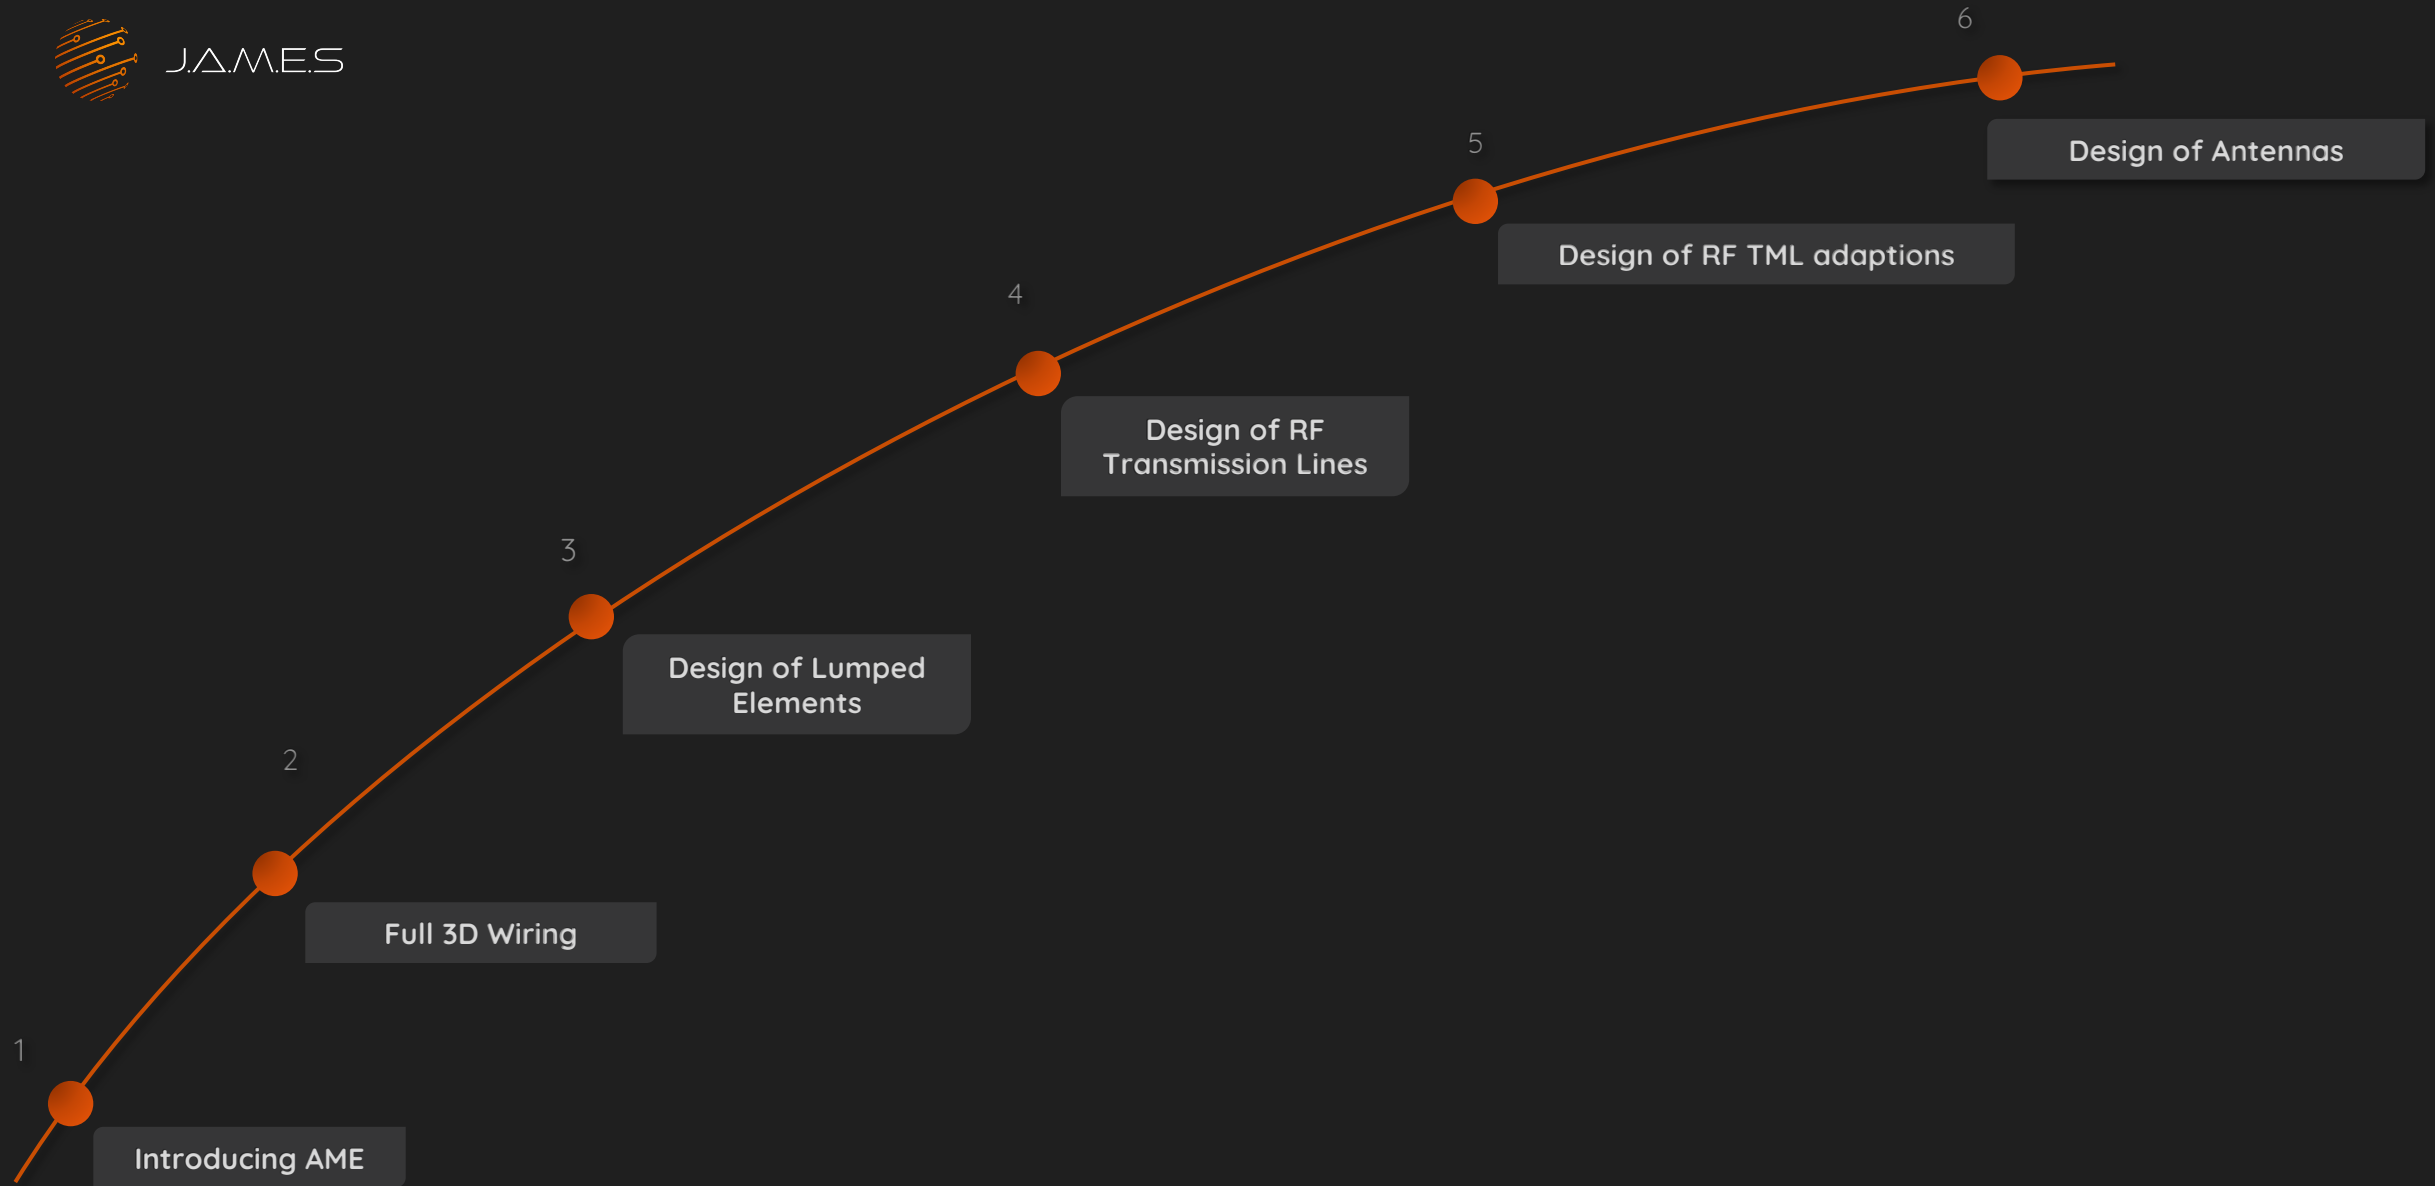 J.A.M.E.S
6
Design of Antennas
5
Design of RF TML adaptions
4
Design of RF
Transmission Lines
3
Design of Lumped
Elements
2
Full 3D Wiring
1
Introducing AME